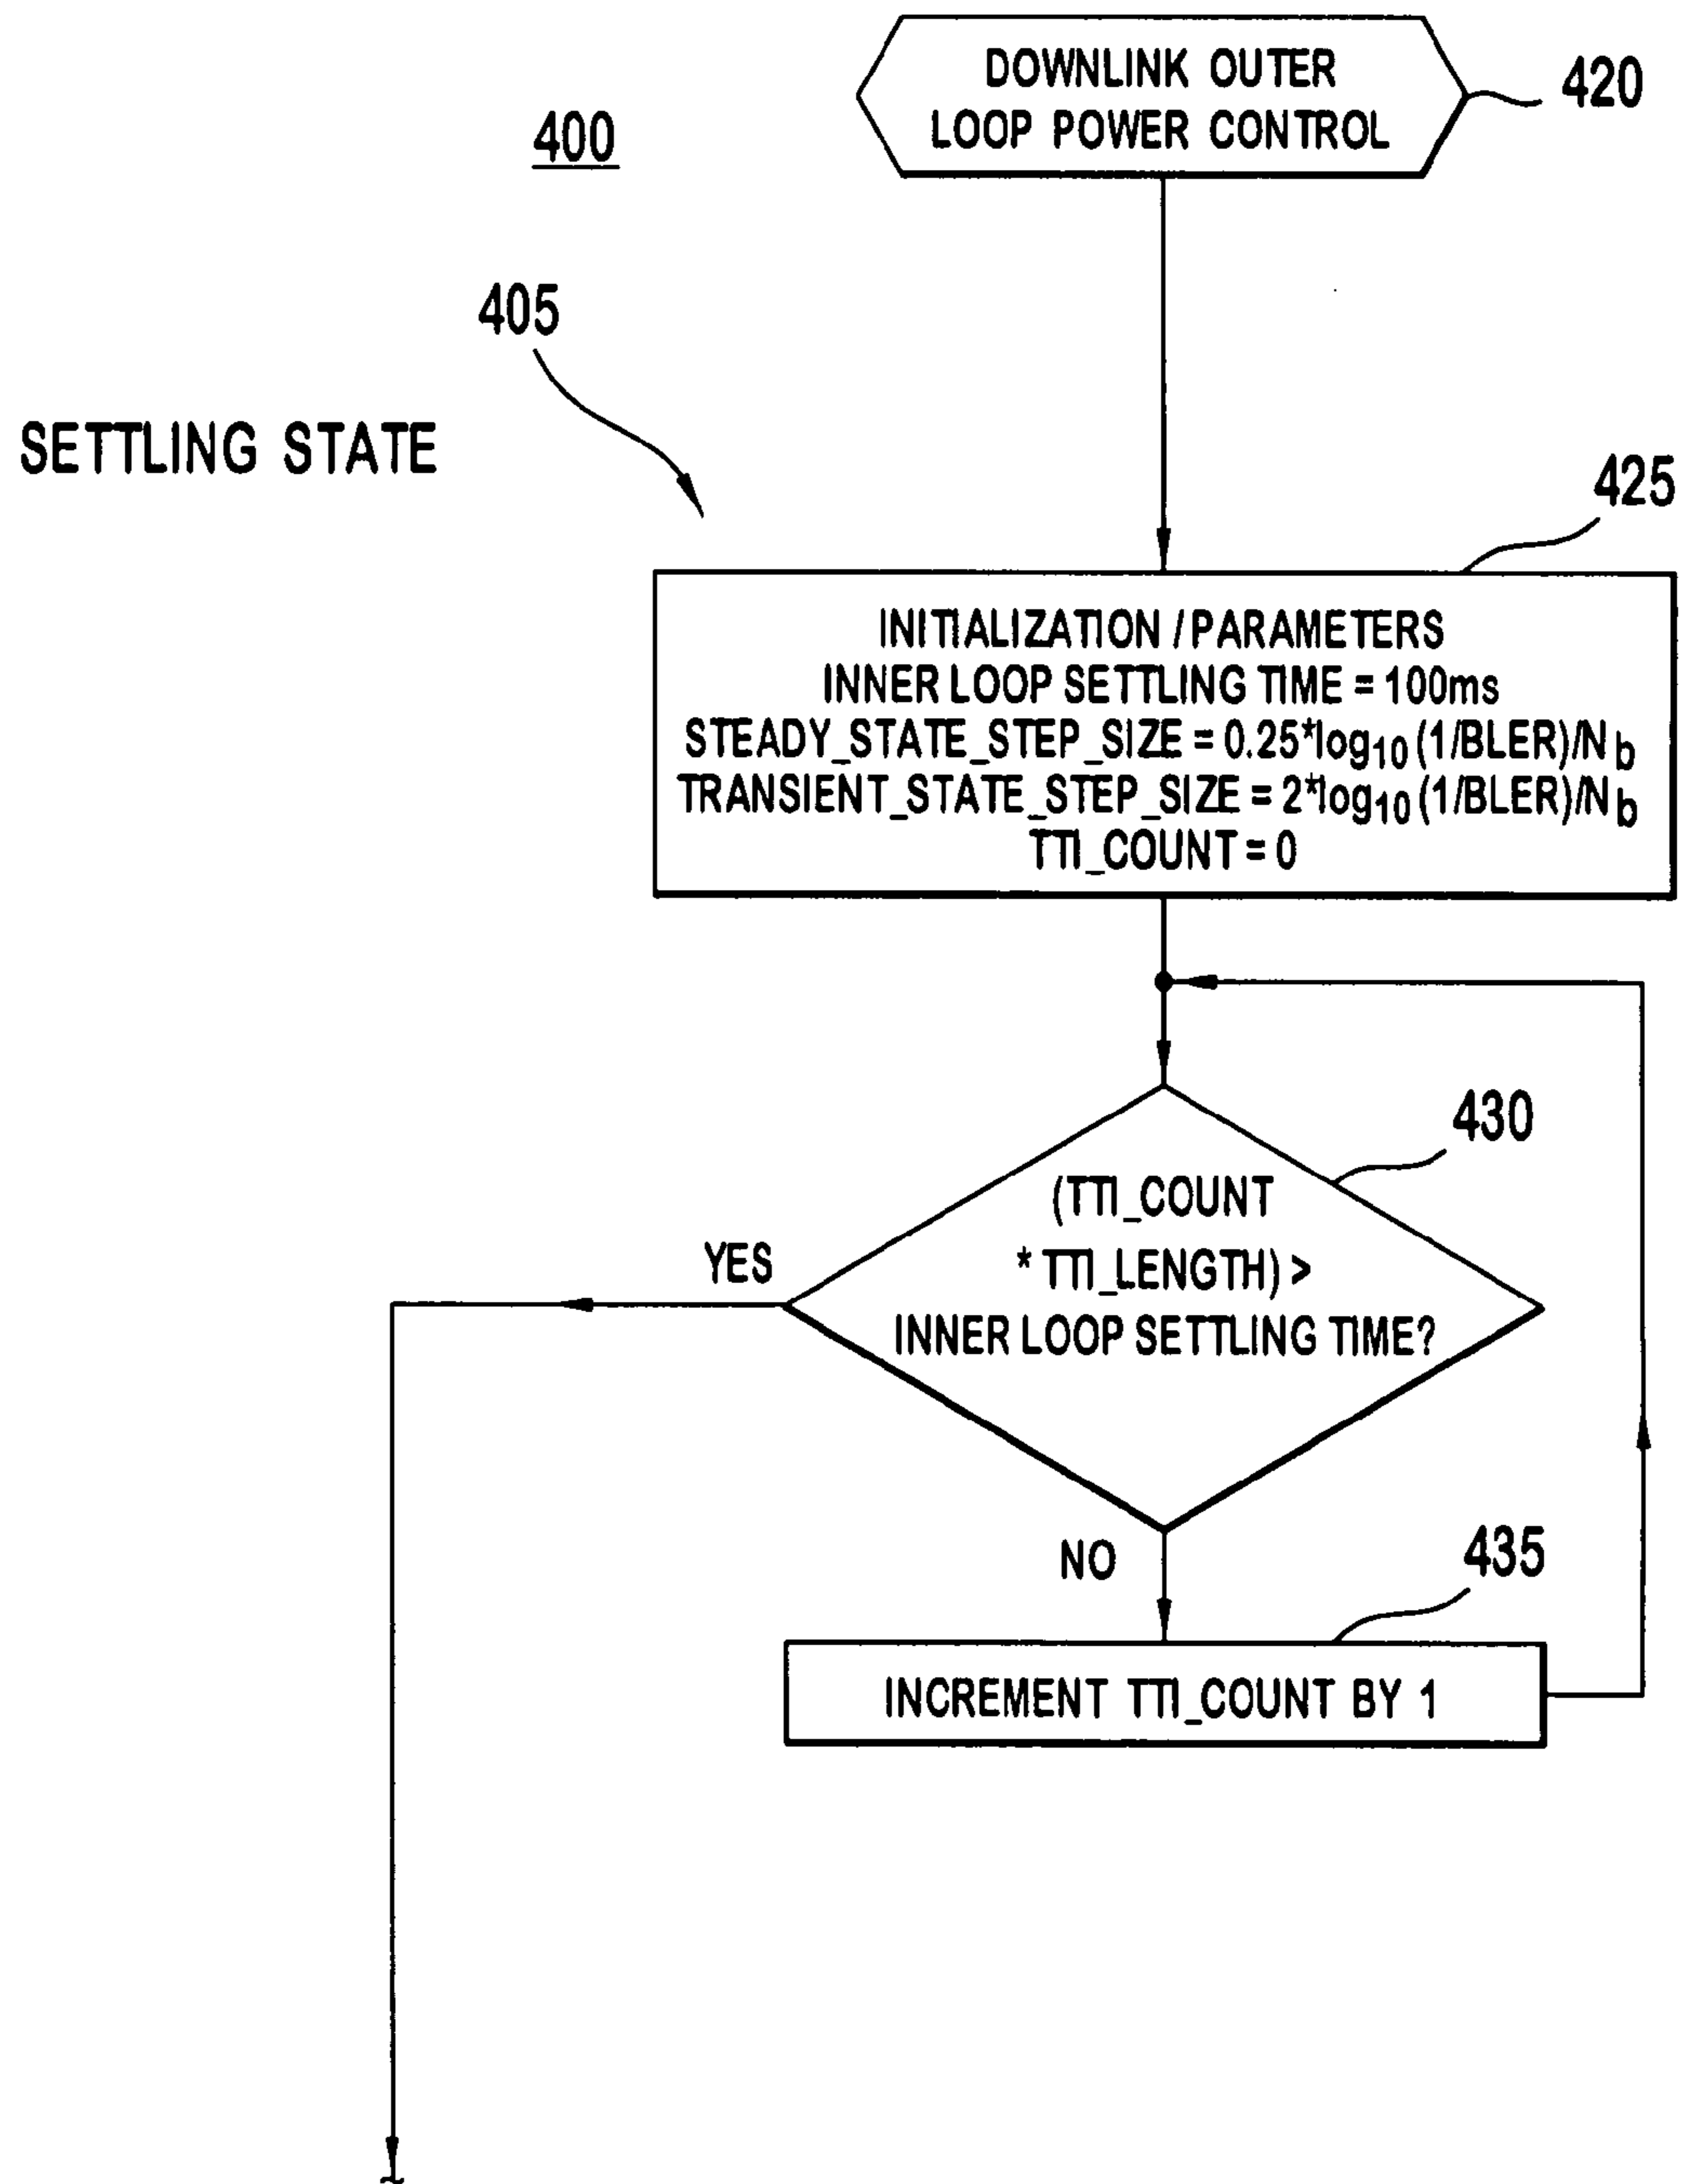 DOWNLINK OUTER
LOOP POWER CONTROL
420
400
405
SETTLING STATE
425
INITIALIZATION / PARAMETERS
INNER LOOP SETTLING TIME = 100ms
STEADY_STATE_STEP_SIZE = 0.25*log₁₀ (1/BLER)/N b
TRANSIENT_STATE_STEP_SIZE = 2*log₁₀ (1/BLER)/N b
TTI_COUNT = 0
430
(TTI_COUNT
* TTI_LENGTH) >
INNER LOOP SETTLING TIME?
YES
NO
435
INCREMENT TTI_COUNT BY 1